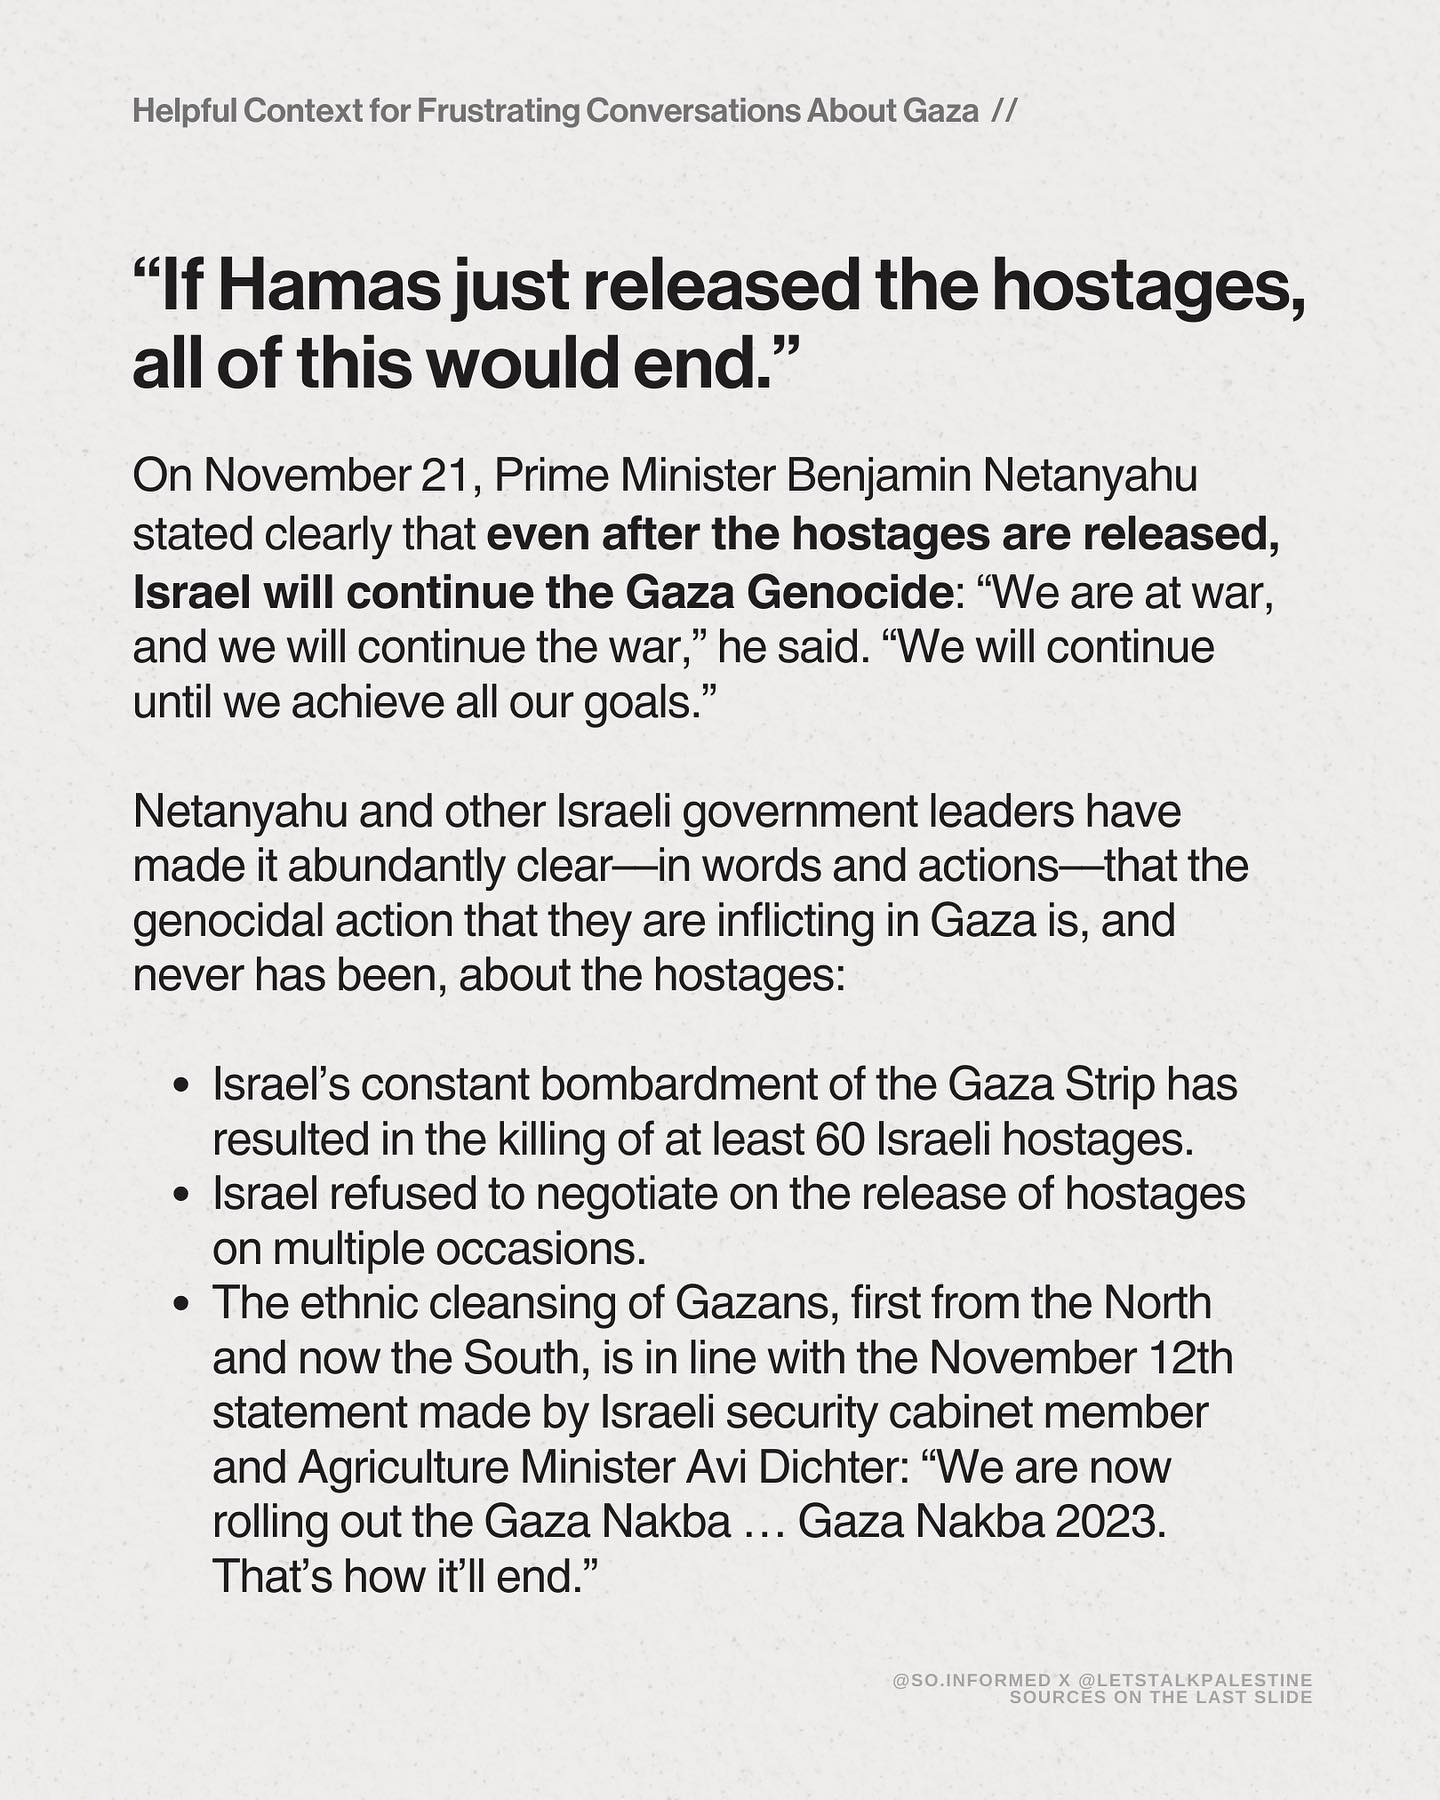 Helpful Context for Frustrating Conversations About Gaza //
“If Hamas just released the hostages,
all of this would end.”
On November 21, Prime Minister Benjamin Netanyahu
stated clearly that even after the hostages are released,
Israel will continue the Gaza Genocide: “We are at war,
and we will continue the war,” he said. “We will continue
until we achieve all our goals.”
Netanyahu and other Israeli government leaders have
made it abundantly clear—in words and actions—that the
genocidal action that they are inflicting in Gaza is, and
never has been, about the hostages:
• Israel’s constant bombardment of the Gaza Strip has
resulted in the killing of at least 60 Israeli hostages.
• Israel refused to negotiate on the release of hostages
on multiple occasions.
• The ethnic cleansing of Gazans, first from the North
and now the South, is in line with the November 12th
statement made by Israeli security cabinet member
and Agriculture Minister Avi Dichter: “We are now
rolling out the Gaza Nakba … Gaza Nakba 2023.
That’s how it’ll end.”
@SO.INFORMED X @LETSTALKPALESTINE
SOURCES ON THE LAST SLIDE